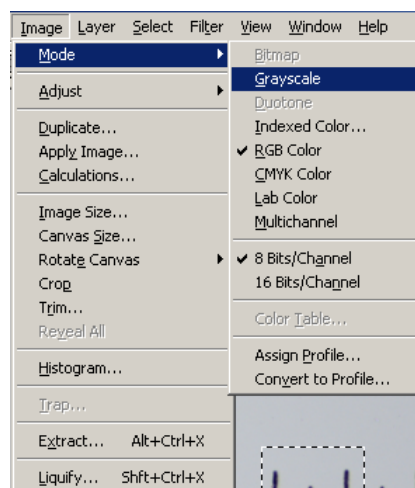 Image Layer Select Filter View Window Help
Mode
Adjust
Duplicate...
Apply Image...
Calculations...
Image Size...
Canvas Size...
Rotate Canvas
Crop
Trim...
Reveal All
Histogram...
Trap...
Extract... Alt+Ctrl+X
Liquify... Shft+Ctrl+X
Bitmap
Grayscale
Duotone
Indexed Color...
RGB Color
CMYK Color
Lab Color
Multichannel
8 Bits/Channel
16 Bits/Channel
Color Table...
Assign Profile...
Convert to Profile...